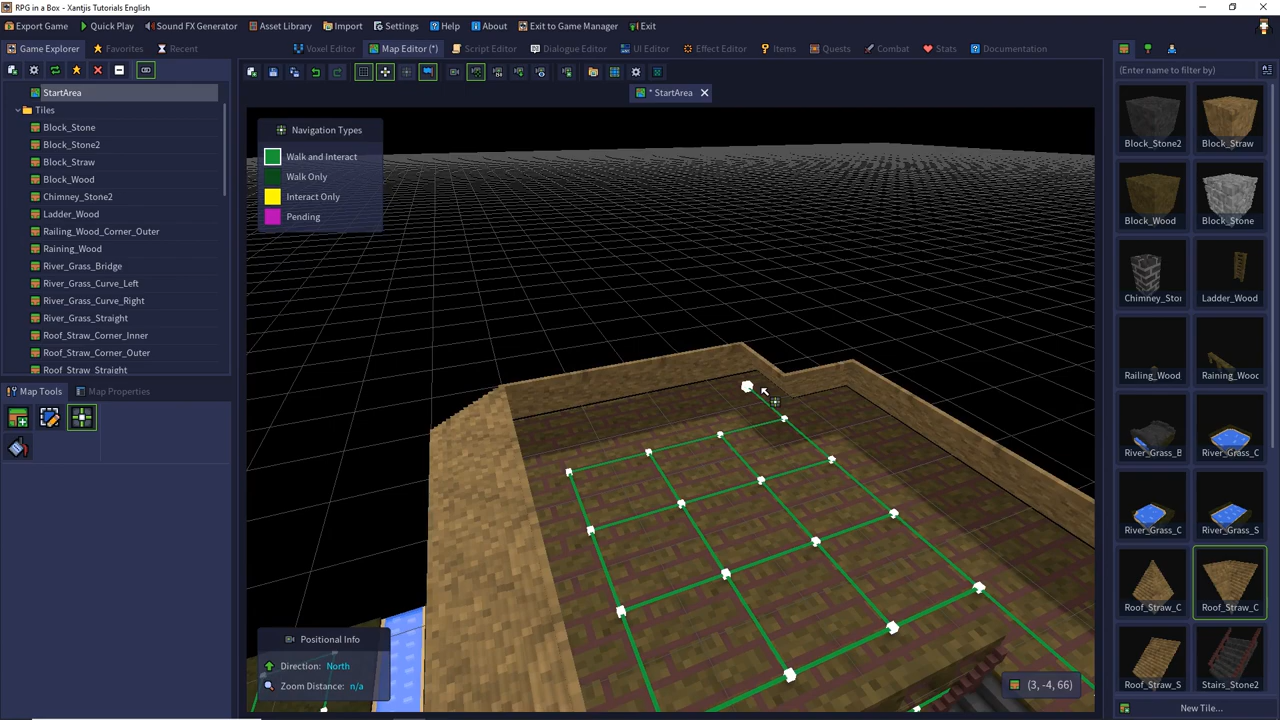 RPG in a Box - Xantjis Tutorials English
Export Game Quick Play Sound FX Generator Asset Library Import Settings Help About Exit to Game Manager Exit
Game Explorer Favorites Recent Voxel Editor Map Editor (*) Script Editor Dialogue Editor UI Editor Effect Editor Items Quests Combat Stats Documentation
(Enter name to filter by)
* StartArea
StartArea
Tiles
Block_Stone
Block_Stone2
Block_Straw
Block_Wood
Chimney_Stone2
Ladder_Wood
Railing_Wood_Corner_Outer
Raining_Wood
River_Grass_Bridge
River_Grass_Curve_Left
River_Grass_Curve_Right
River_Grass_Straight
Roof_Straw_Corner_Inner
Roof_Straw_Corner_Outer
Roof_Straw_Straight
Map Tools Map Properties
Navigation Types
Walk and Interact
Walk Only
Interact Only
Pending
Positional Info
Direction: North
Zoom Distance: n/a
(3, -4, 66)
Block_Stone2 Block_Straw
Block_Wood Block_Stone
Chimney_Stor Ladder_Wood
Railing_Wood Raining_Wooc
River_Grass_B River_Grass_C
River_Grass_C River_Grass_S
Roof_Straw_C Roof_Straw_C
Roof_Straw_S Stairs_Stone2
New Tile...